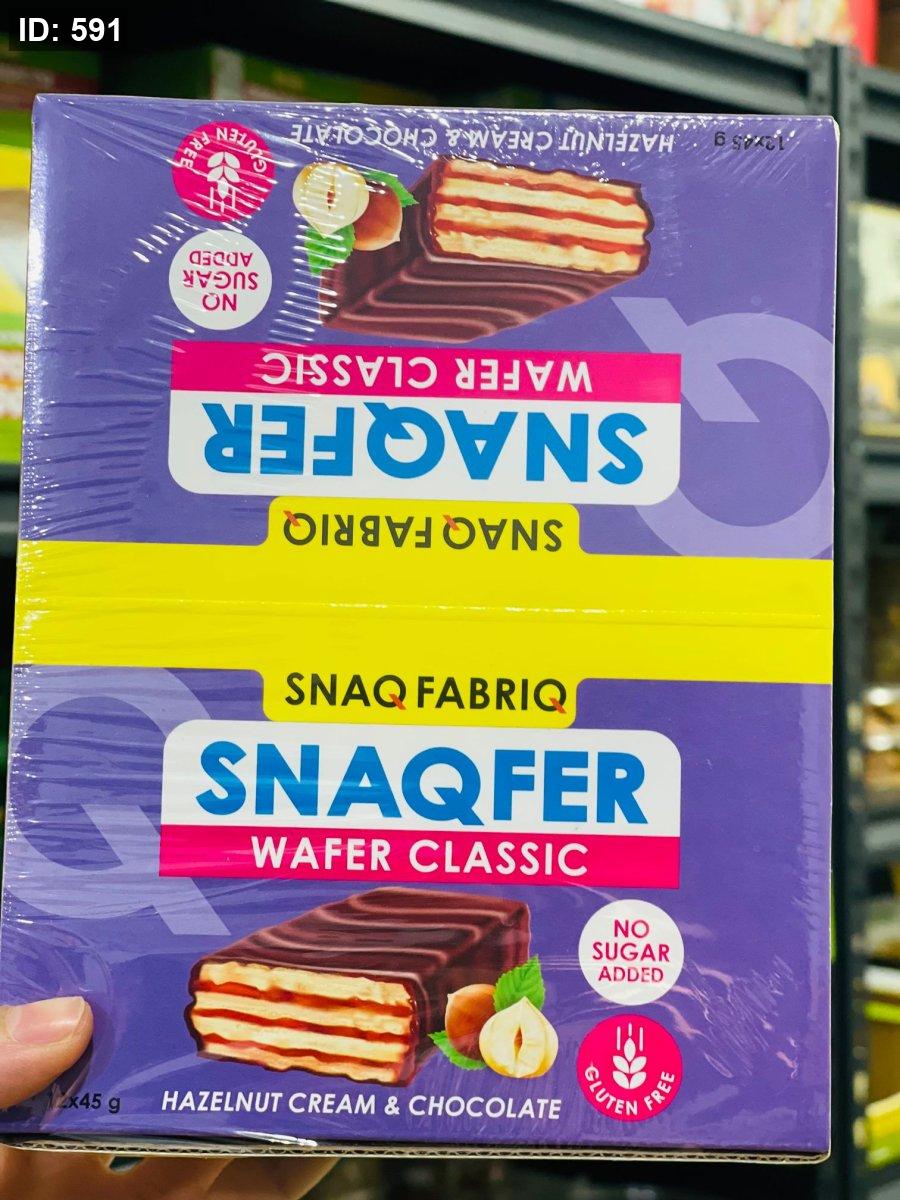 ID: 591
HAZELNUT CREAM & CHOCOLATE
12x45 g
GLUTEN FREE
NO
SUGAR
ADDED
WAFER CLASSIC
SNAQFER
SNAQ FABRIQ
SNAQ FABRIQ
SNAQFER
WAFER CLASSIC
NO
SUGAR
ADDED
GLUTEN FREE
12x45 g
HAZELNUT CREAM & CHOCOLATE